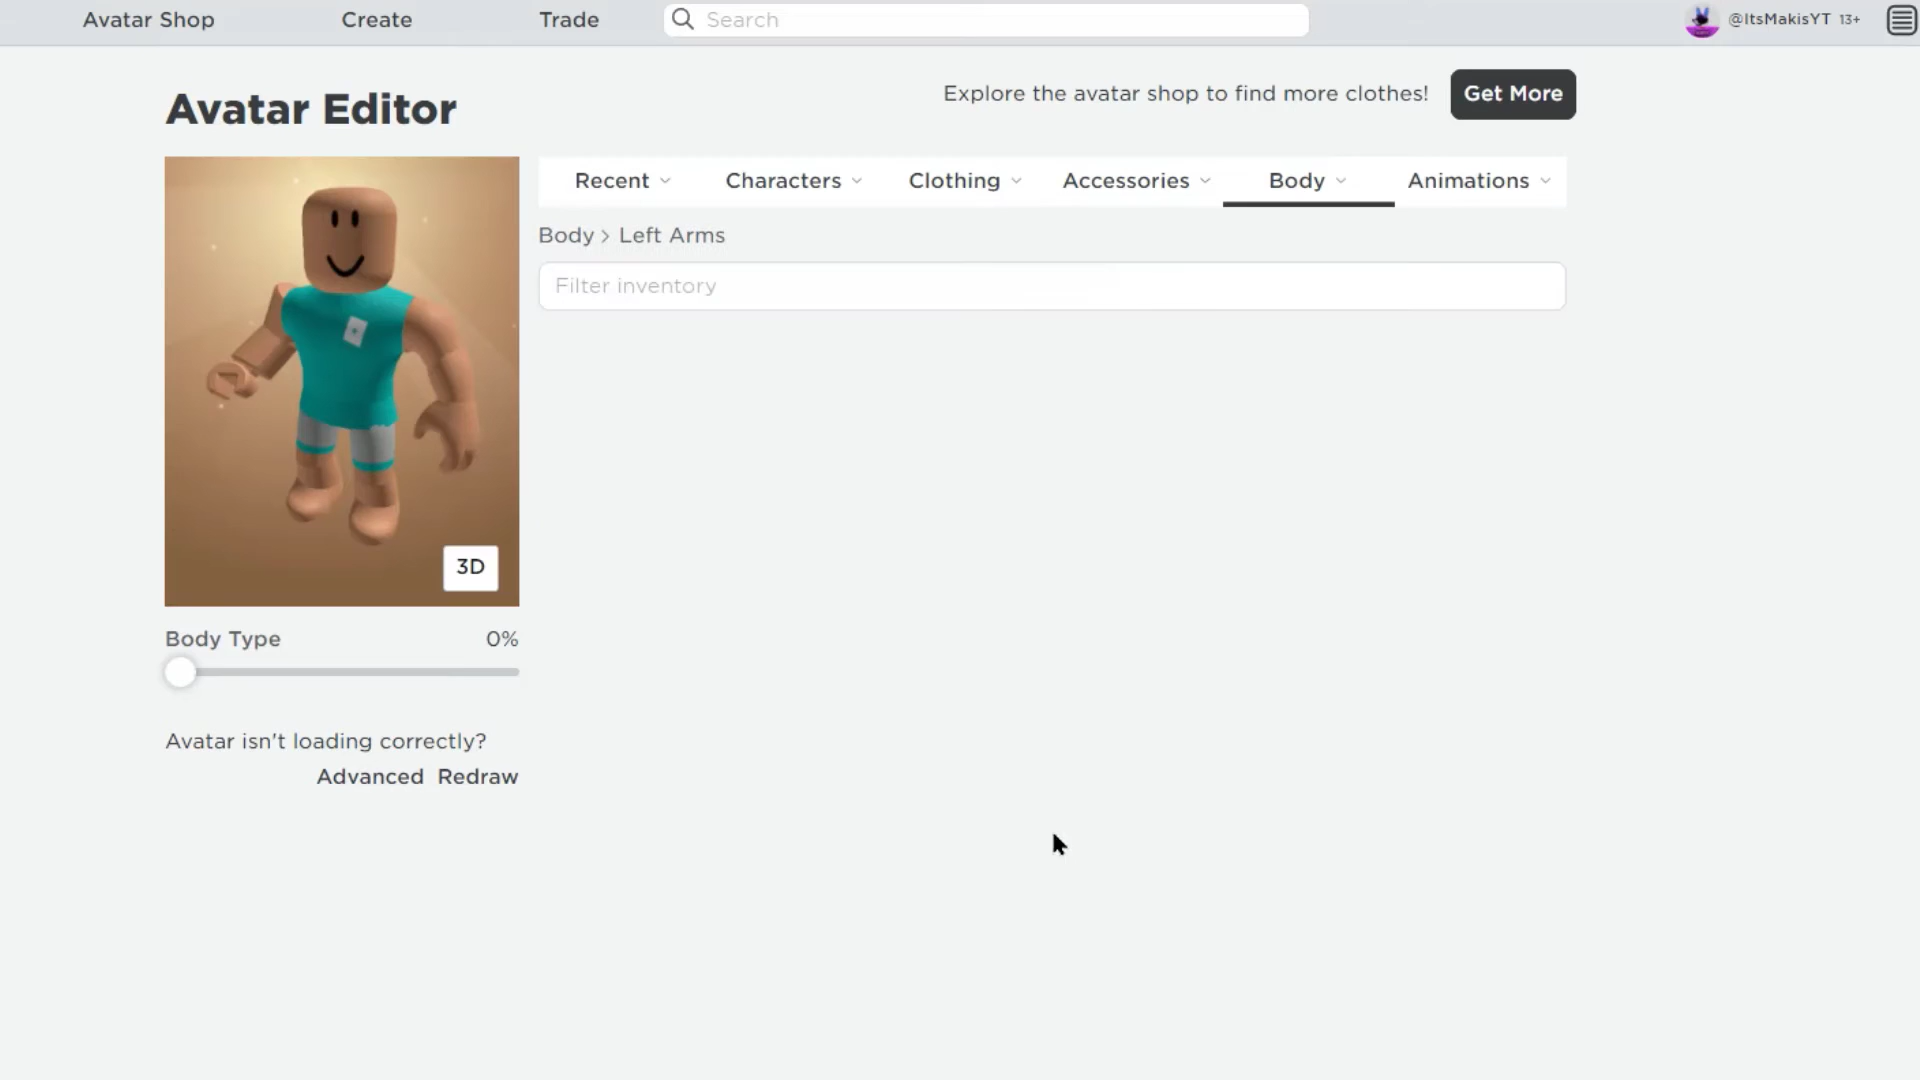 Avatar Shop Create Trade Search @ItsMakisYT 13+
Avatar Editor
Explore the avatar shop to find more clothes! Get More
Recent Characters Clothing Accessories Body Animations
Body > Left Arms
Filter inventory
3D
Body Type 0%
Avatar isn't loading correctly?
Advanced Redraw